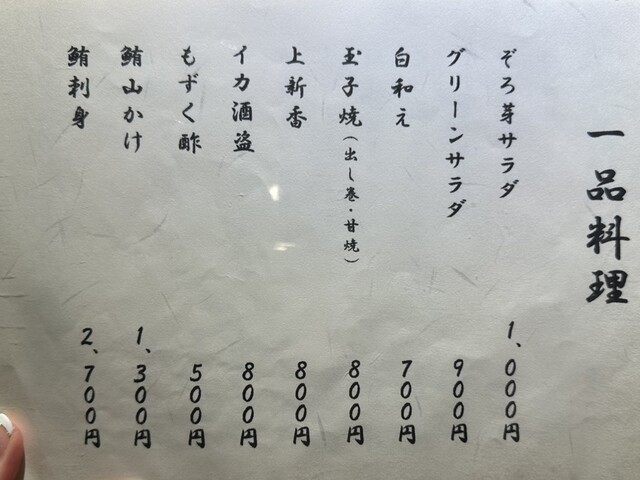 一品料理
ぞろ芽サラダ 1、000円
グリーンサラダ 900円
白和え 700円
玉子焼(出し巻・甘焼) 800円
上新香 800円
イカ酒盗 800円
もずく酢 500円
鮪山かけ 1、300円
鮪刺身 2、700円